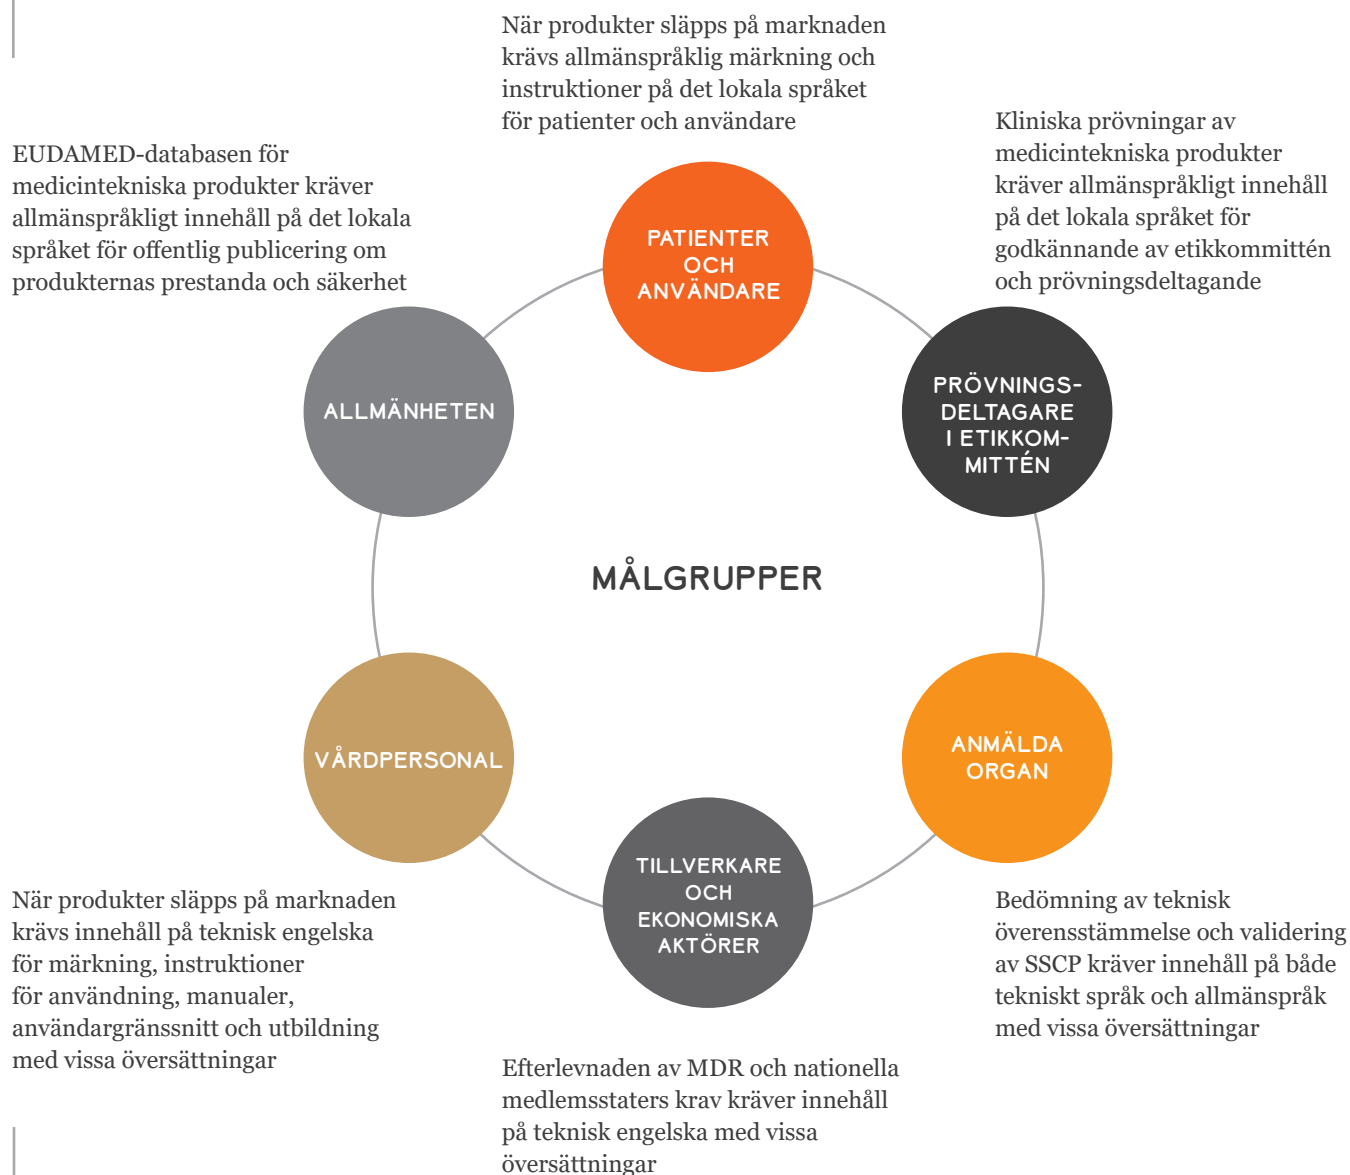 När produkter släpps på marknaden
krävs allmänspråklig märkning och
instruktioner på det lokala språket
för patienter och användare
Kliniska prövningar av
medicintekniska produkter
kräver allmänspråkligt innehåll
på det lokala språket för
godkännande av etikkommittén
och prövningsdeltagande
EUDAMED-databasen för
medicintekniska produkter kräver
allmänspråkligt innehåll på det lokala
språket för offentlig publicering om
produkternas prestanda och säkerhet
PATIENTER
OCH
ANVÄNDARE
ALLMÄNHETEN
PRÖVNINGS-
DELTAGARE
I ETIKKOM-
MITTÉN
MÅLGRUPPER
VÅRDPERSONAL
ANMÄLDA
ORGAN
TILLVERKARE
OCH
EKONOMISKA
AKTÖRER
När produkter släpps på marknaden
krävs innehåll på teknisk engelska
för märkning, instruktioner
för användning, manualer,
användargränssnitt och utbildning
med vissa översättningar
Bedömning av teknisk
överensstämmelse och validering
av SSCP kräver innehåll på både
tekniskt språk och allmänspråk
med vissa översättningar
Efterlevnaden av MDR och nationella
medlemsstaters krav kräver innehåll
på teknisk engelska med vissa
översättningar